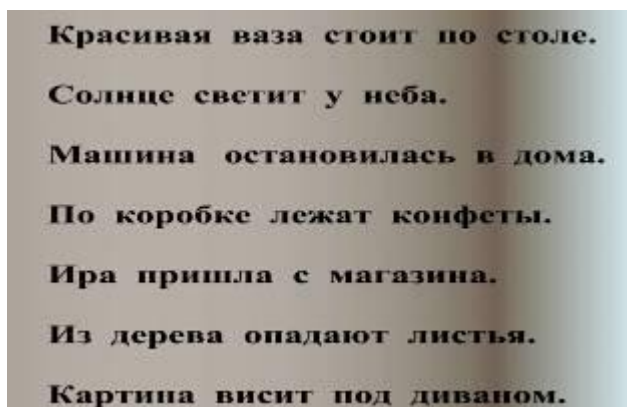 Красивая ваза стоит по столе.
Солнце светит у неба.
Машина остановилась в дома.
По коробке лежат конфеты.
Ира пришла с магазина.
Из дерева опадают листья.
Картина висит под диваном.